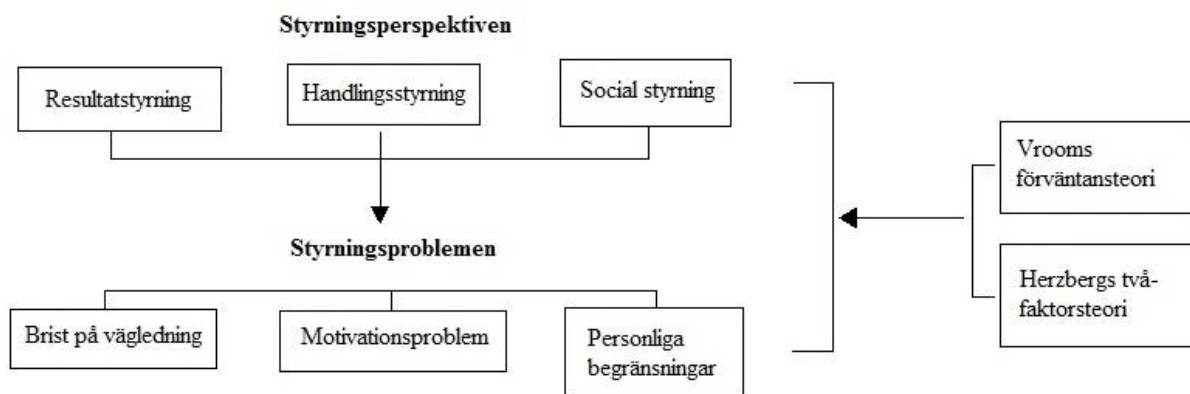 Styrningsperspektiven
Resultatstyrning
Handlingsstyrning
Social styrning
Styrningsproblemen
Brist på vägledning
Motivationsproblem
Personliga
begränsningar
Vrooms
förväntansteori
Herzbergs två-
faktorsteori